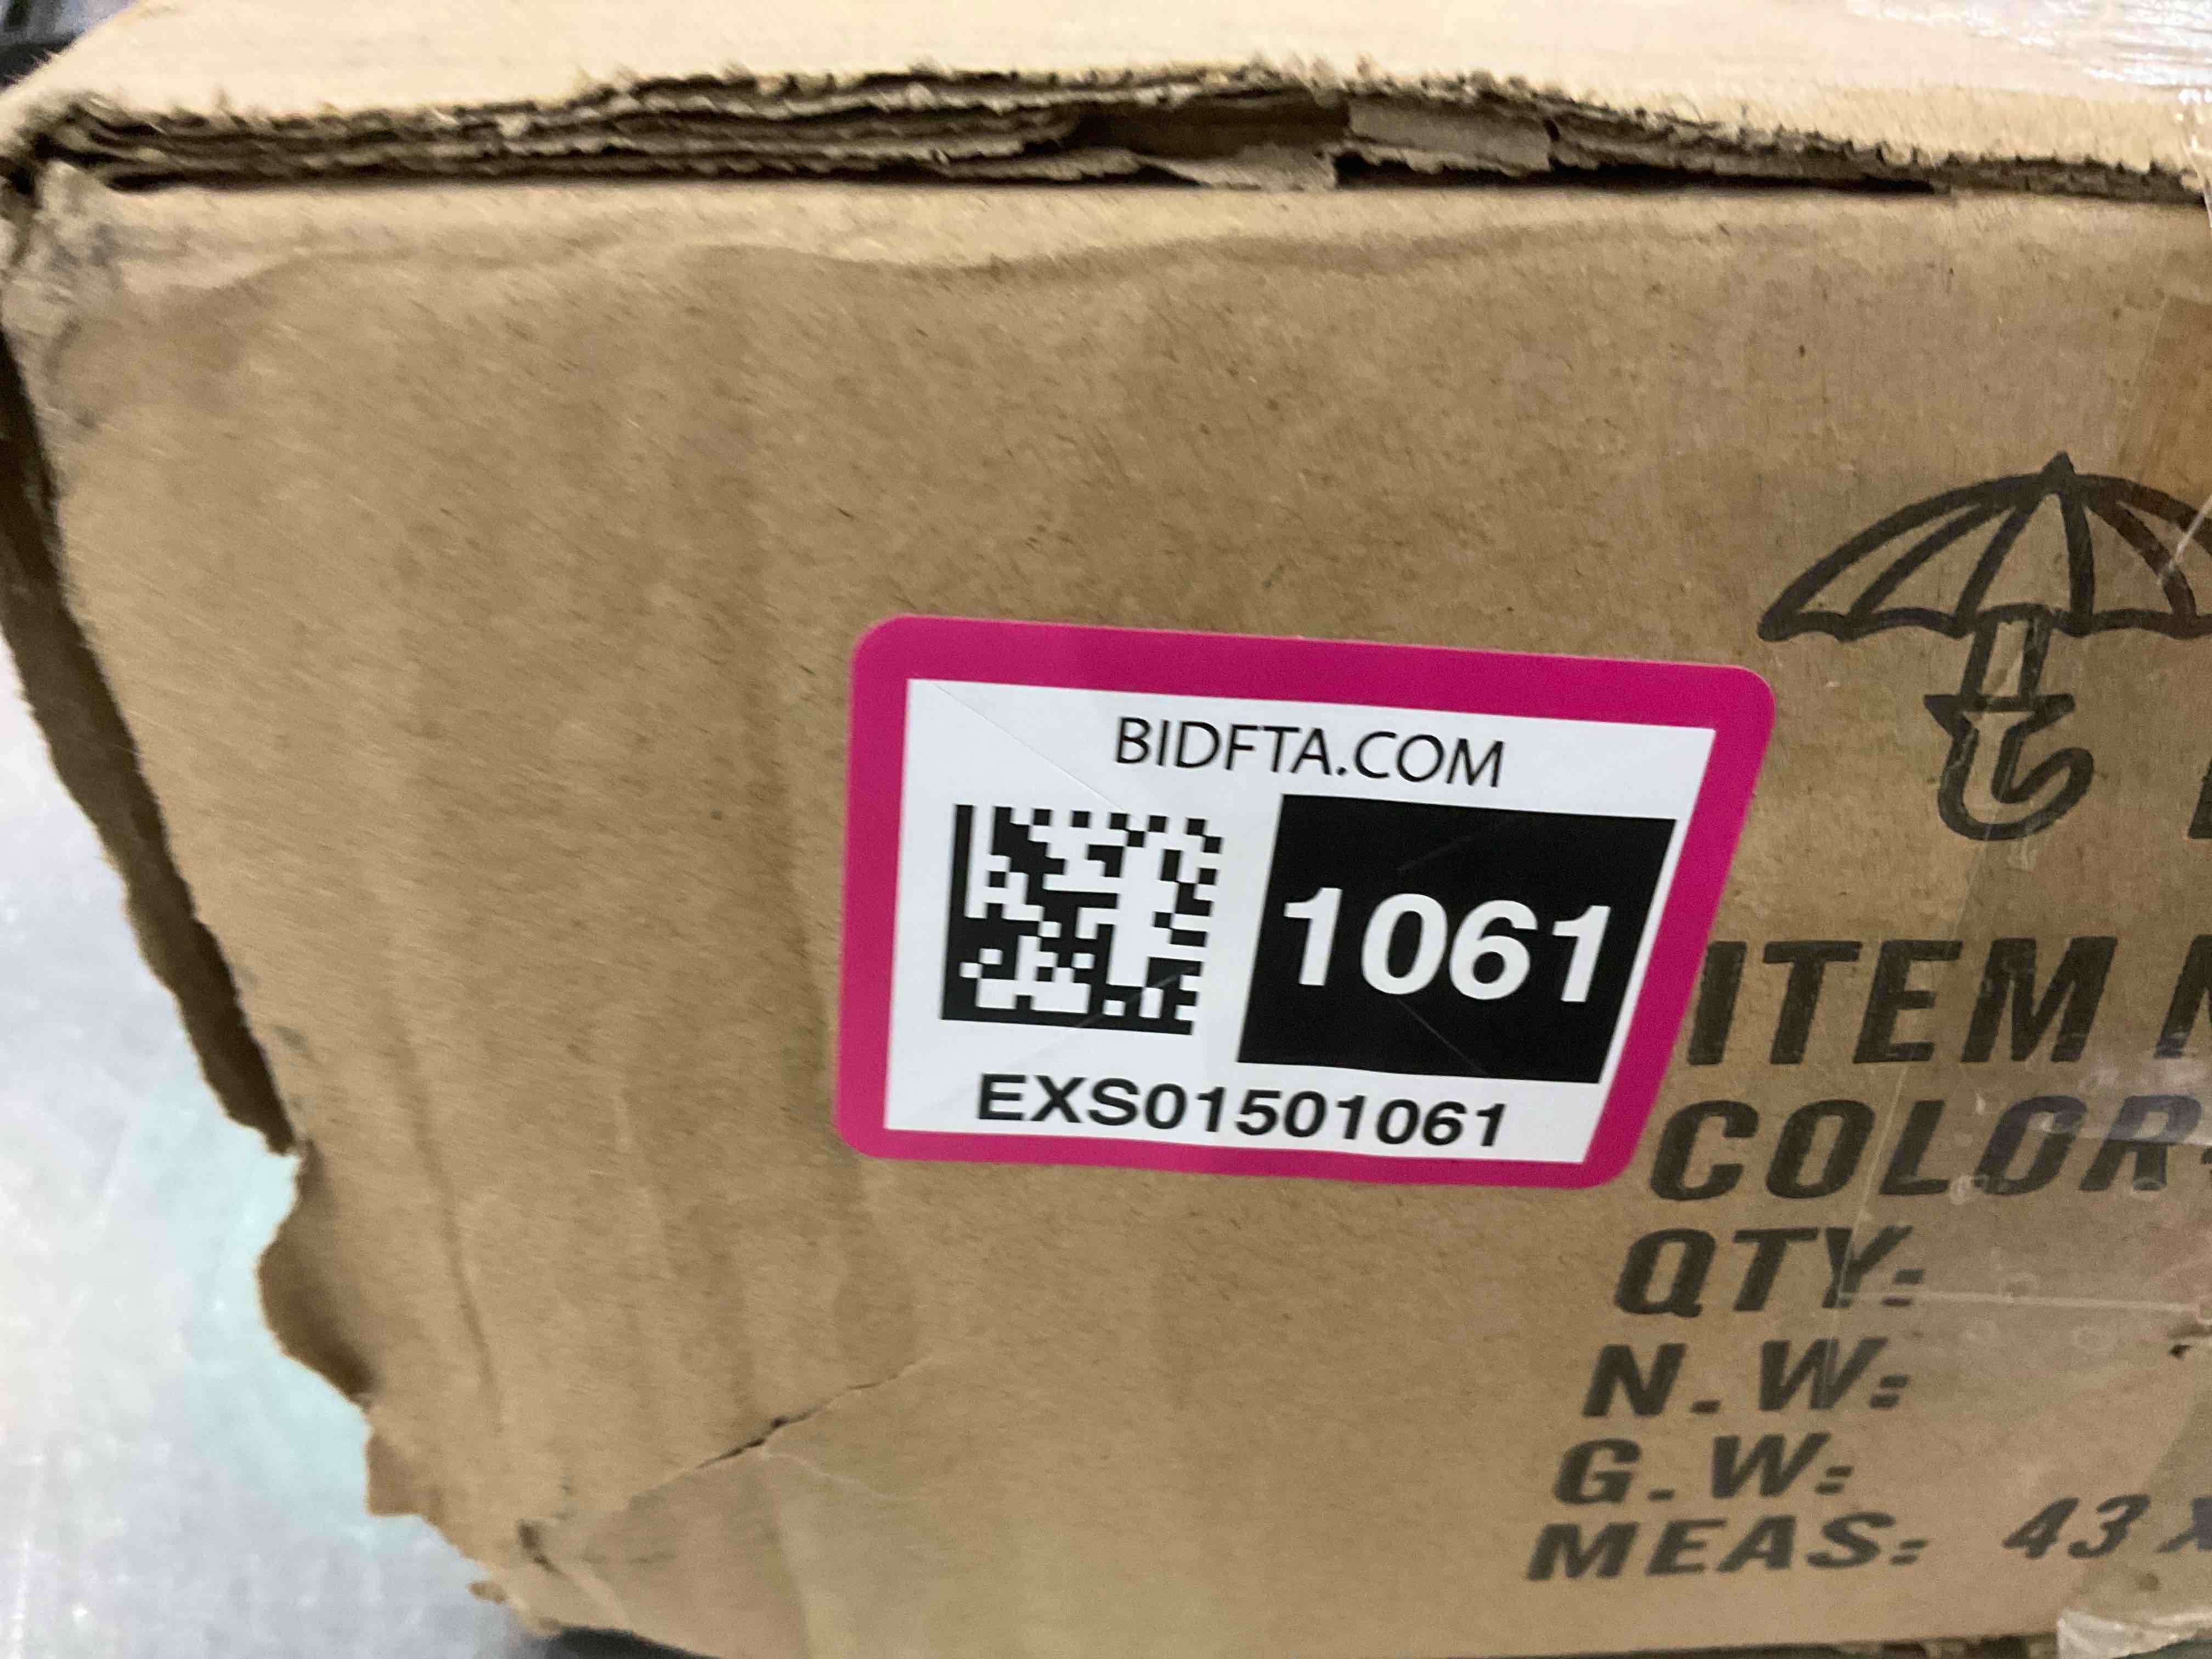 BIDFTA.COM
1061
EXS01501061
ITEM
COLOR:
QTY:
N.W:
G.W:
MEAS: 43 X